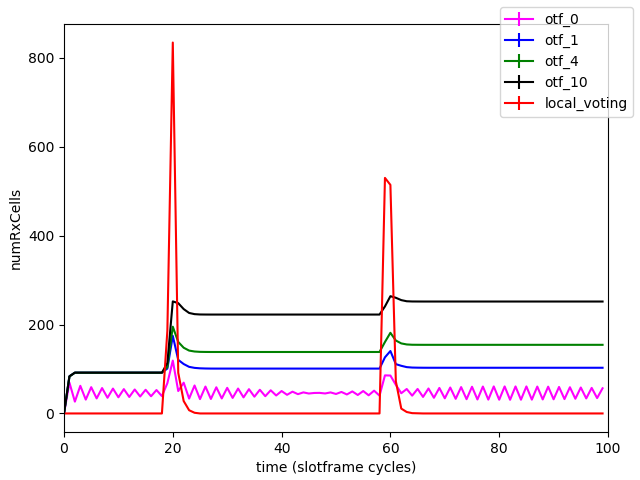 otf_0
otf_1
otf_4
otf_10
local_voting
numRxCells
800
600
400
200
0
0 20 40 60 80 100
time (slotframe cycles)